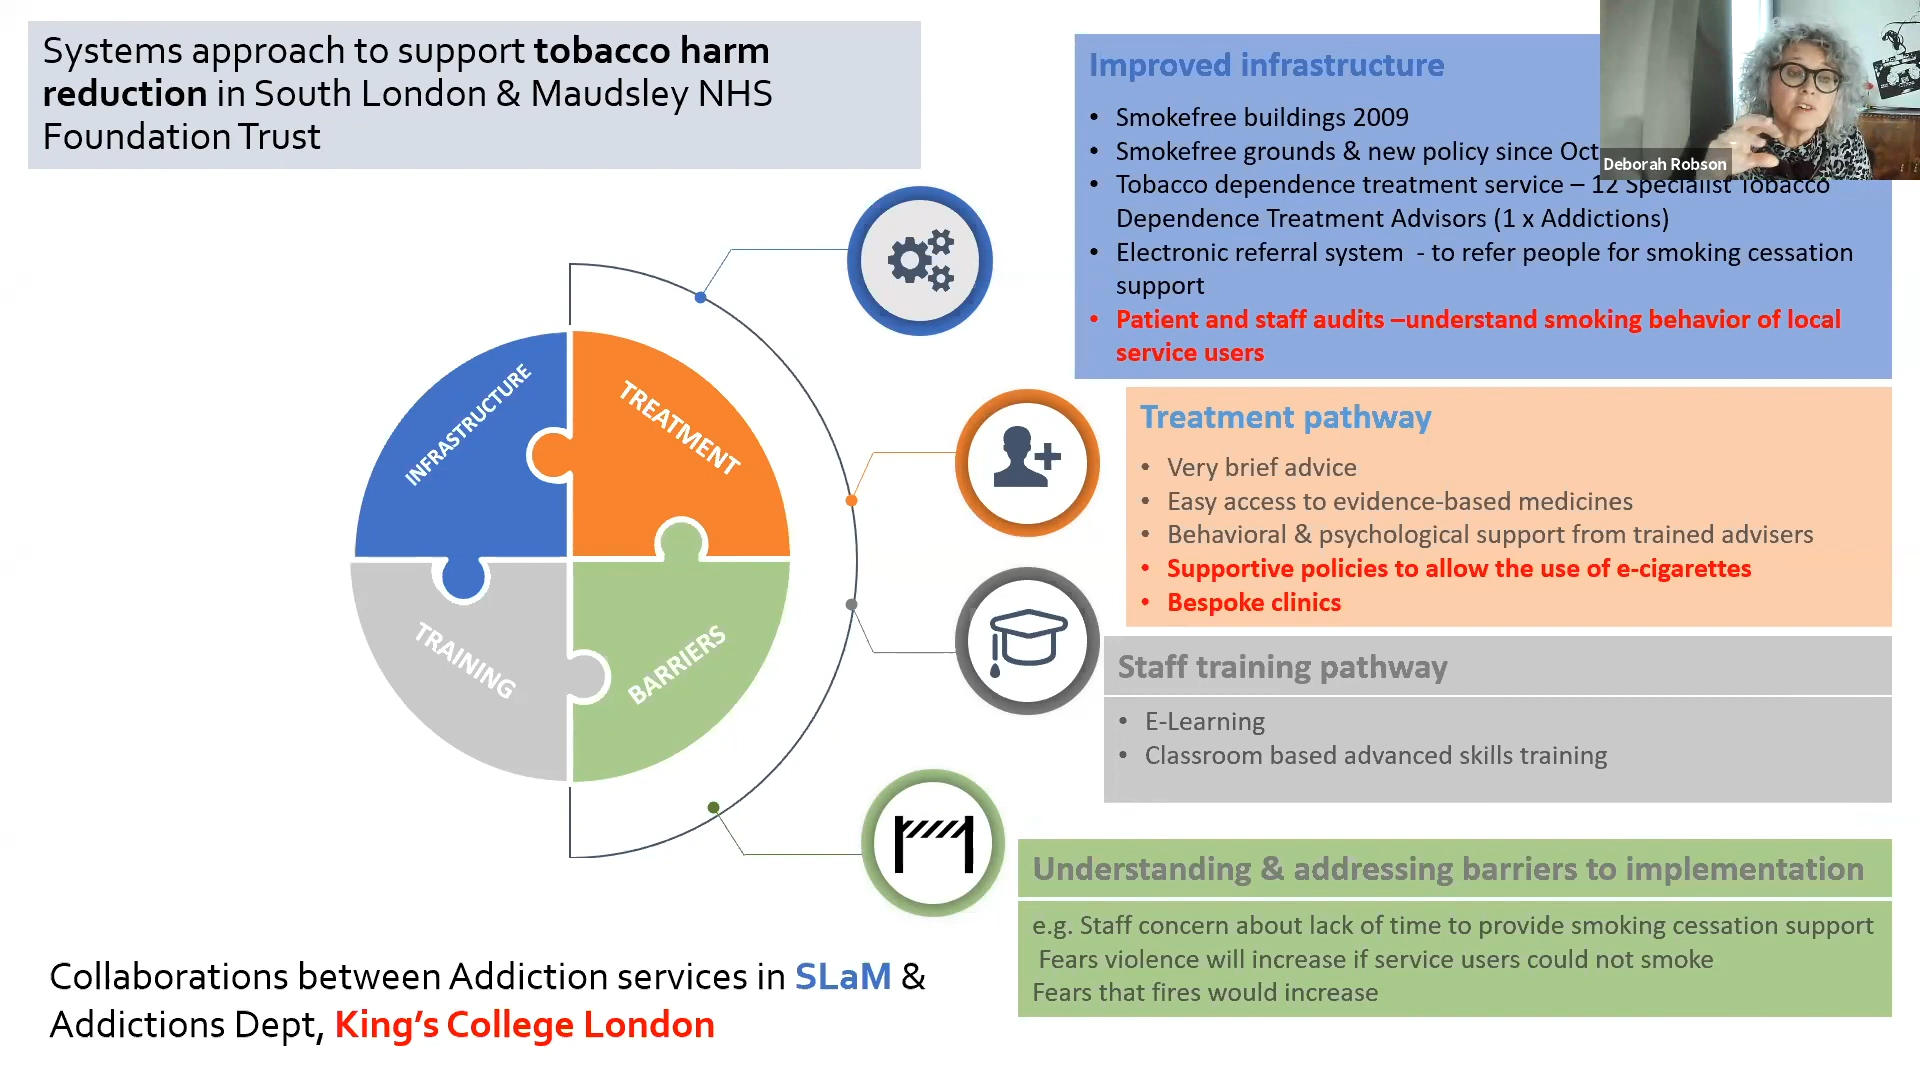 Systems approach to support tobacco harm
reduction in South London & Maudsley NHS
Foundation Trust
Improved infrastructure
• Smokefree buildings 2009
• Smokefree grounds & new policy since Oct
• Tobacco dependence treatment service – 12 Specialist Tobacco
Dependence Treatment Advisors (1 x Addictions)
• Electronic referral system - to refer people for smoking cessation
support
• Patient and staff audits –understand smoking behavior of local
service users
Deborah Robson
INFRASTRUCTURE
TREATMENT
TRAINING
BARRIERS
Treatment pathway
• Very brief advice
• Easy access to evidence-based medicines
• Behavioral & psychological support from trained advisers
• Supportive policies to allow the use of e-cigarettes
• Bespoke clinics
Staff training pathway
• E-Learning
• Classroom based advanced skills training
Understanding & addressing barriers to implementation
e.g. Staff concern about lack of time to provide smoking cessation support
Fears violence will increase if service users could not smoke
Fears that fires would increase
Collaborations between Addiction services in SLaM &
Addictions Dept, King's College London